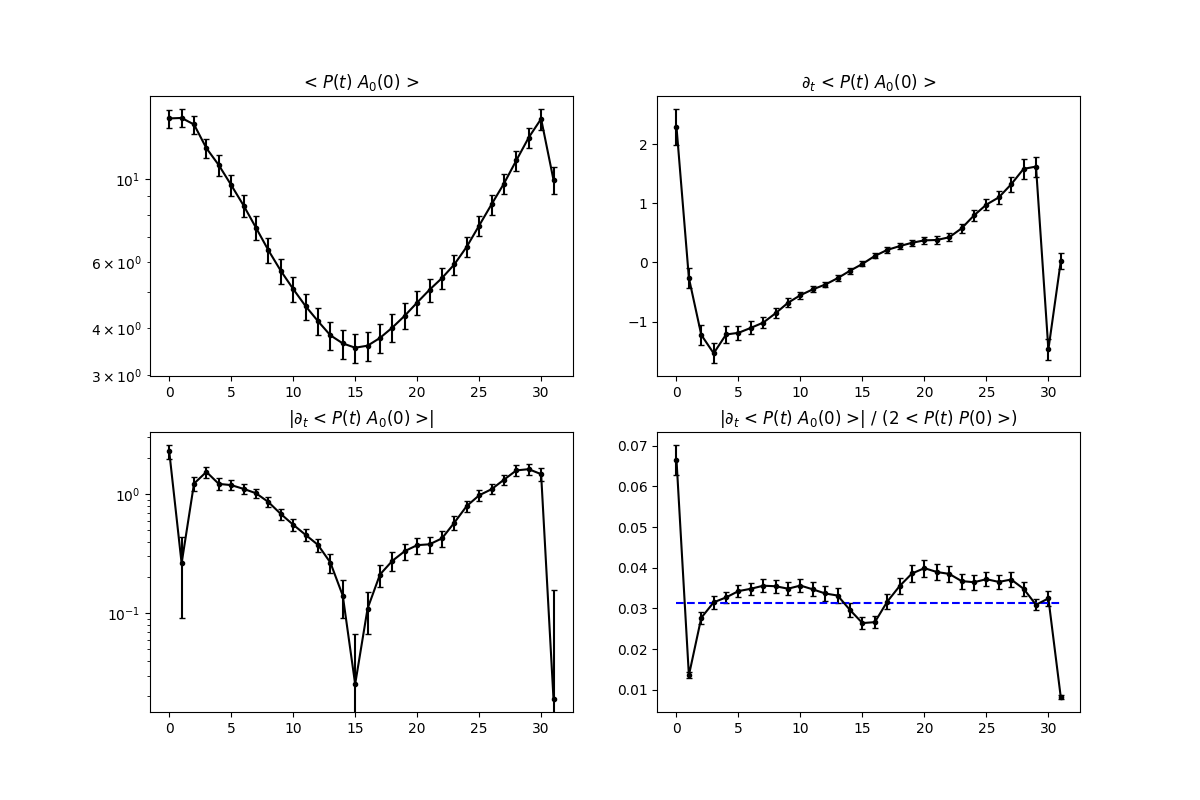 < P(t) A₀(0) >
10¹
6 × 10⁰
4 × 10⁰
3 × 10⁰
0 5 10 15 20 25 30
∂ₜ < P(t) A₀(0) >
2
1
0
−1
0 5 10 15 20 25 30
|∂ₜ < P(t) A₀(0) >|
10⁰
10⁻¹
0 5 10 15 20 25 30
|∂ₜ < P(t) A₀(0) >| / (2 < P(t) P(0) >)
0.07
0.06
0.05
0.04
0.03
0.02
0.01
0 5 10 15 20 25 30